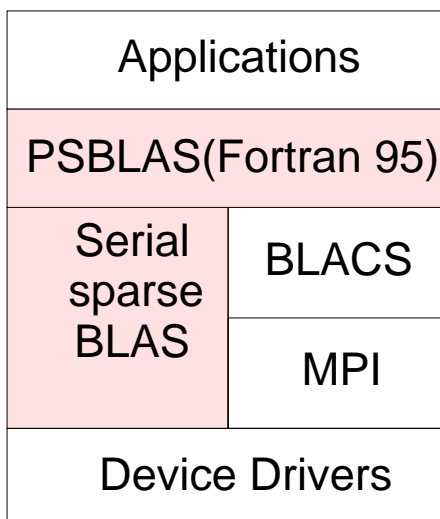 Applications
PSBLAS(Fortran 95)
Serial
sparse
BLAS
BLACS
MPI
Device Drivers